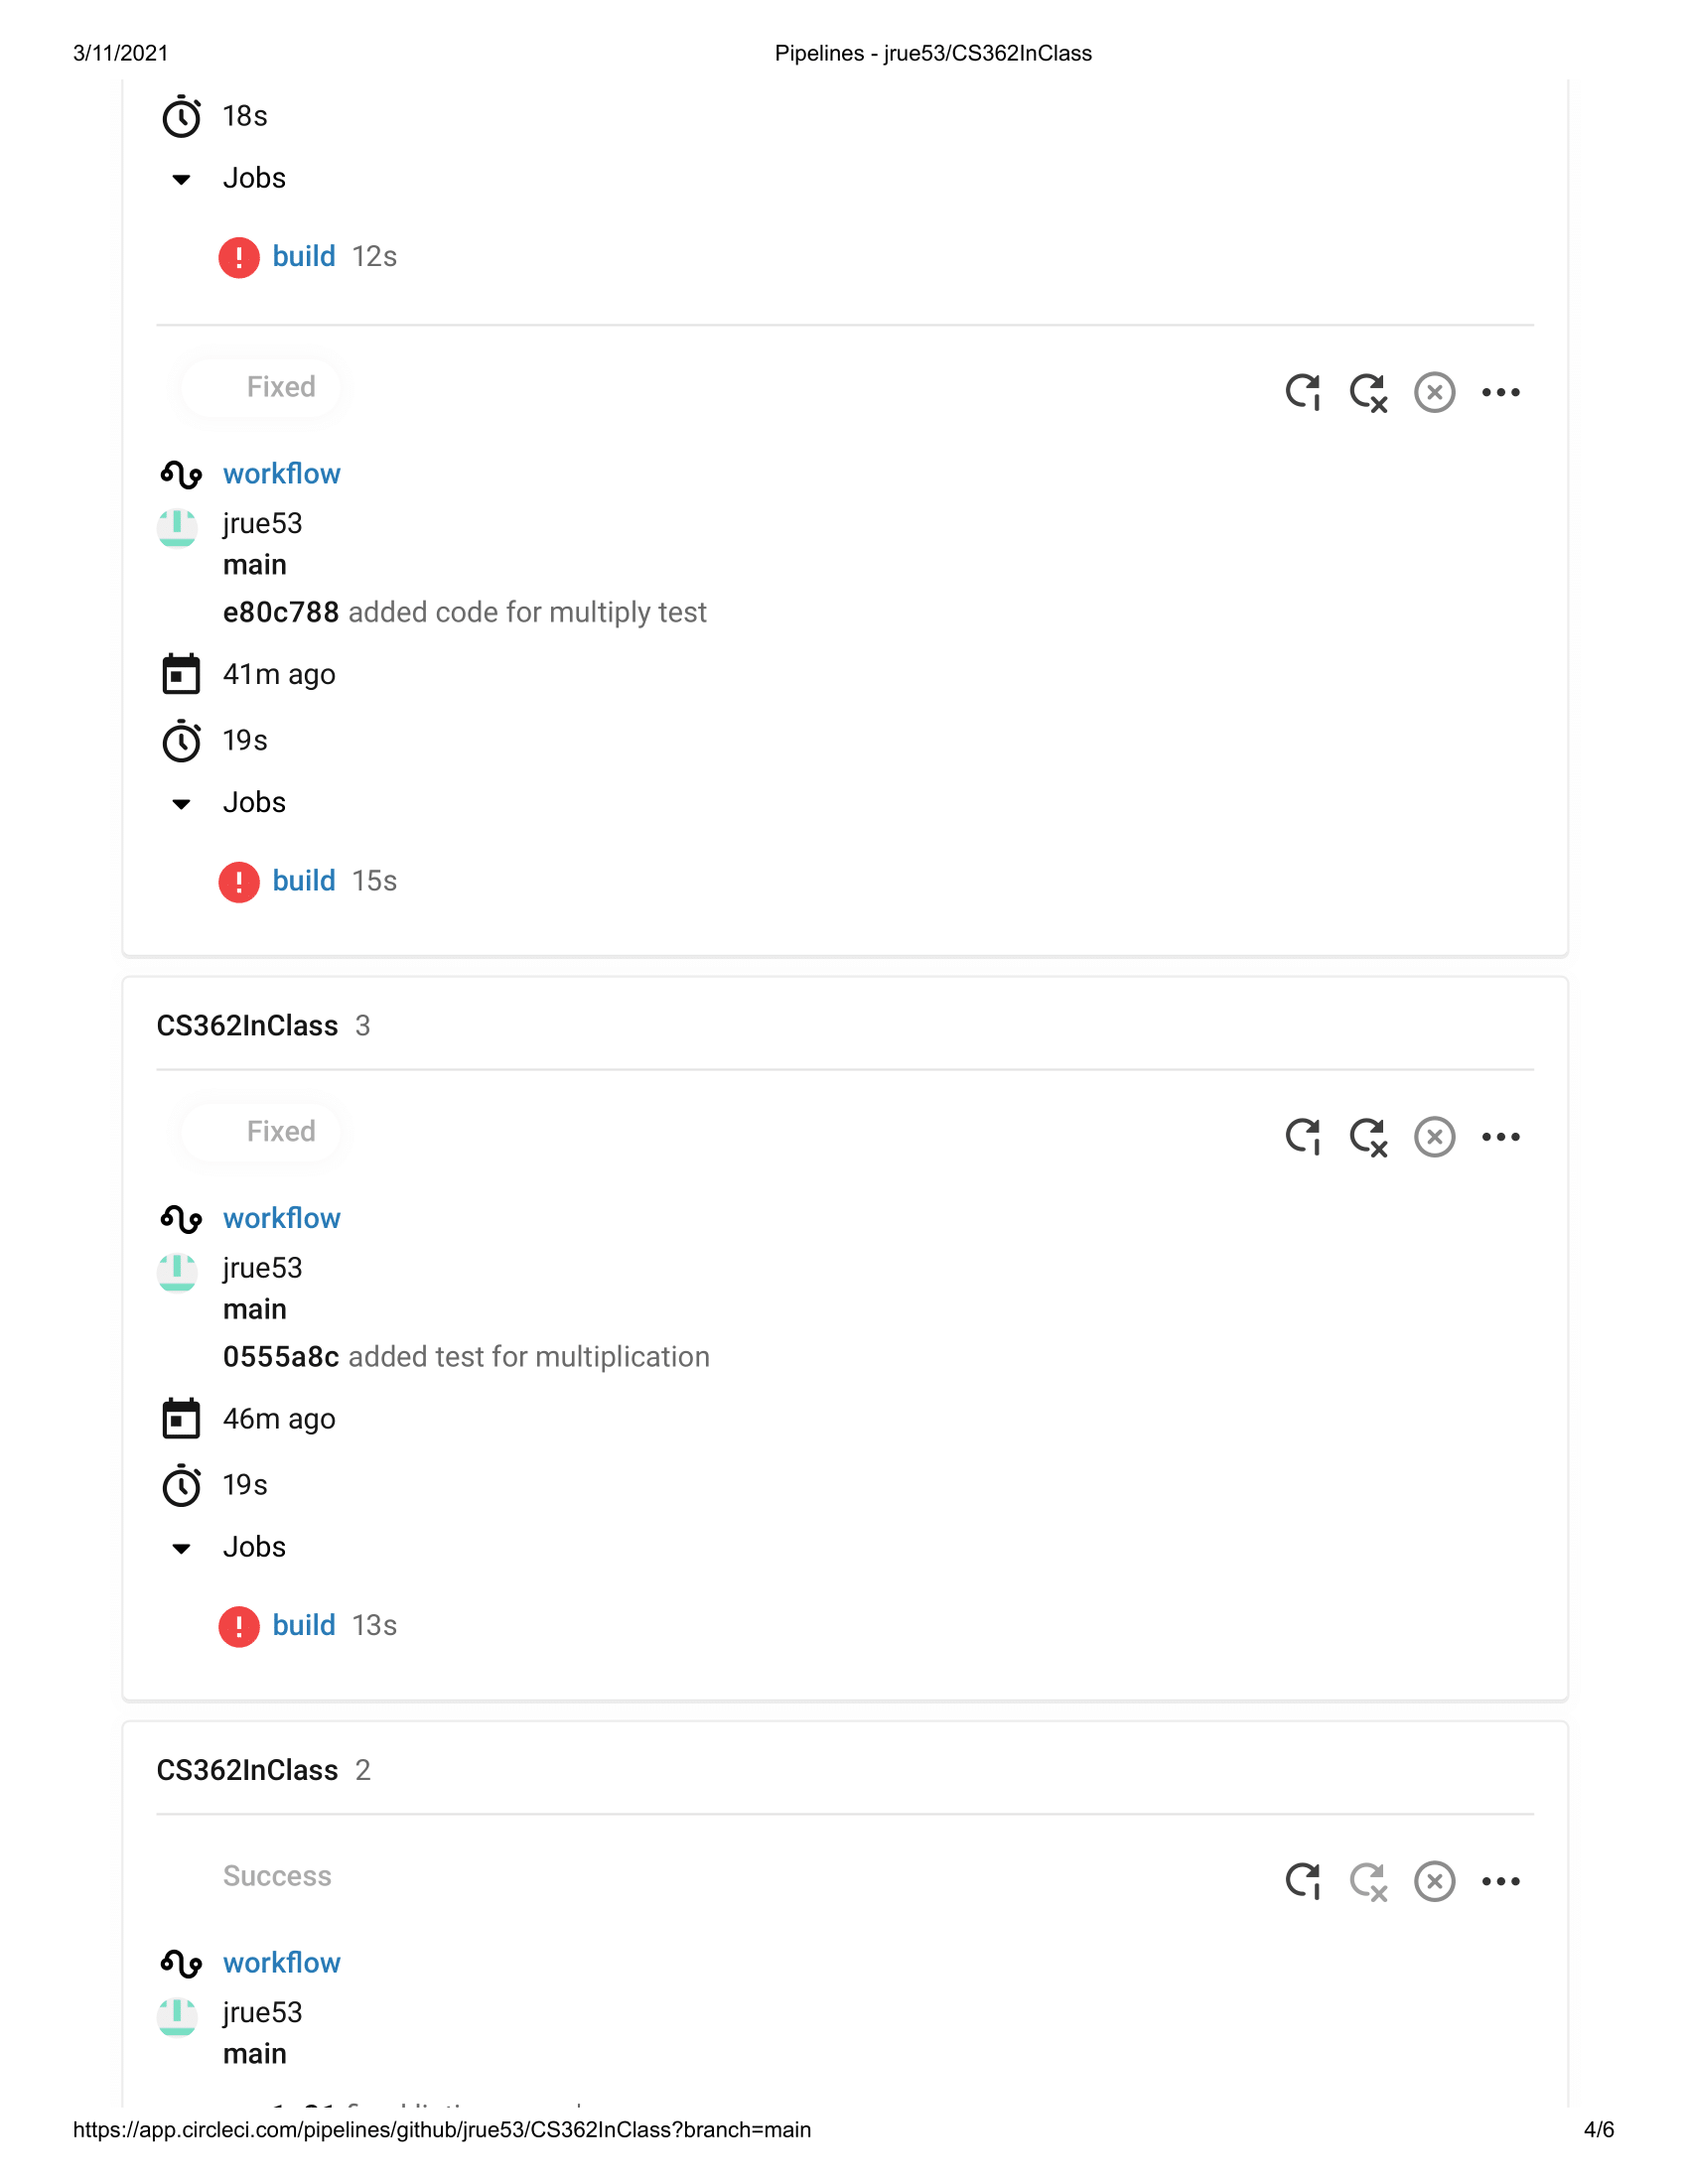 3/11/2021 Pipelines - jrue53/CS362InClass
18s
Jobs
build 12s
Fixed
workflow
jrue53
main
e80c788 added code for multiply test
41m ago
19s
Jobs
build 15s
CS362InClass 3
Fixed
workflow
jrue53
main
0555a8c added test for multiplication
46m ago
19s
Jobs
build 13s
CS362InClass 2
Success
workflow
jrue53
main
https://app.circleci.com/pipelines/github/jrue53/CS362InClass?branch=main 4/6